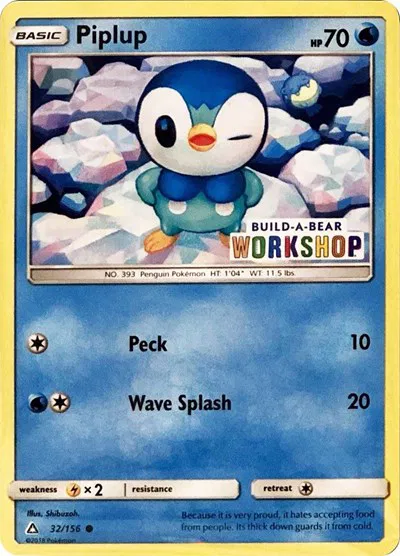 BASIC Piplup HP70
BUILD-A-BEAR
WORKSHOP
NO. 393 Penguin Pokémon HT: 1'04" WT: 11.5 lbs.
Peck 10
Wave Splash 20
weakness ×2 resistance retreat
Illus. Shibuzoh.
32/156
©2018 Pokémon
Because it is very proud, it hates accepting food
from people. Its thick down guards it from cold.